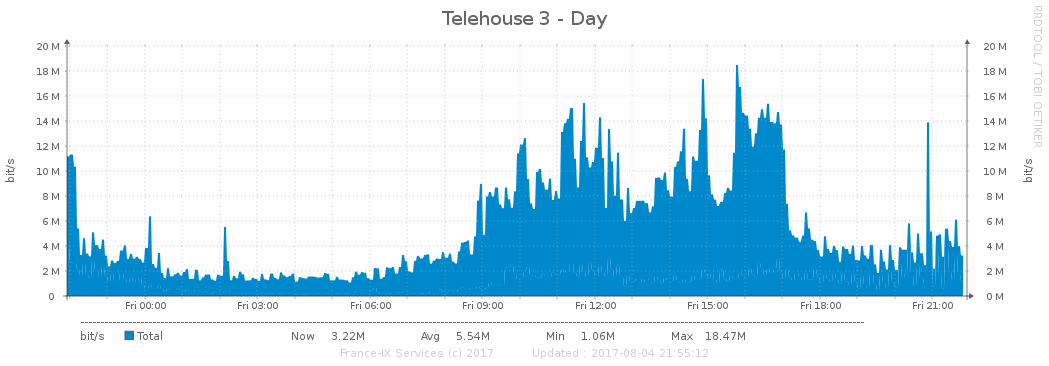 Telehouse 3 - Day
RRDTOOL / TOBI OETIKER
20 M 20 M
18 M 18 M
16 M 16 M
14 M 14 M
12 M 12 M
10 M 10 M
8 M 8 M
6 M 6 M
4 M 4 M
2 M 2 M
0 0 M
bit/s bit/s
Fri 00:00 Fri 03:00 Fri 06:00 Fri 09:00 Fri 12:00 Fri 15:00 Fri 18:00 Fri 21:00
bit/s Total Now 3.22M Avg 5.54M Min 1.06M Max 18.47M
France-IX Services (c) 2017 Updated : 2017-08-04 21:55:12